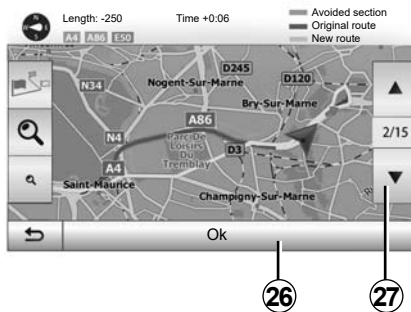 Length: -250 Time +0:06
A4 A86 E50
Avoided section
Original route
New route
D245
D120
N34
Nogent-Sur-Marne
Bry-Sur-Marne
A86
2/15
N4
Parc De
Loisirs
Du
Tremblay
D3
A4
Saint-Maurice
Champigny-Sur-Marne
Ok
26
27